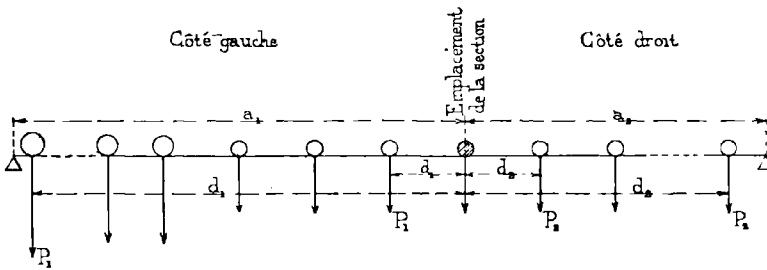 Côté gauche
Côté droit
Emplacement
de la section
a₁
a₂
d₁
d₂
d₁
d₂
P₁
P₂
P₂
P₁